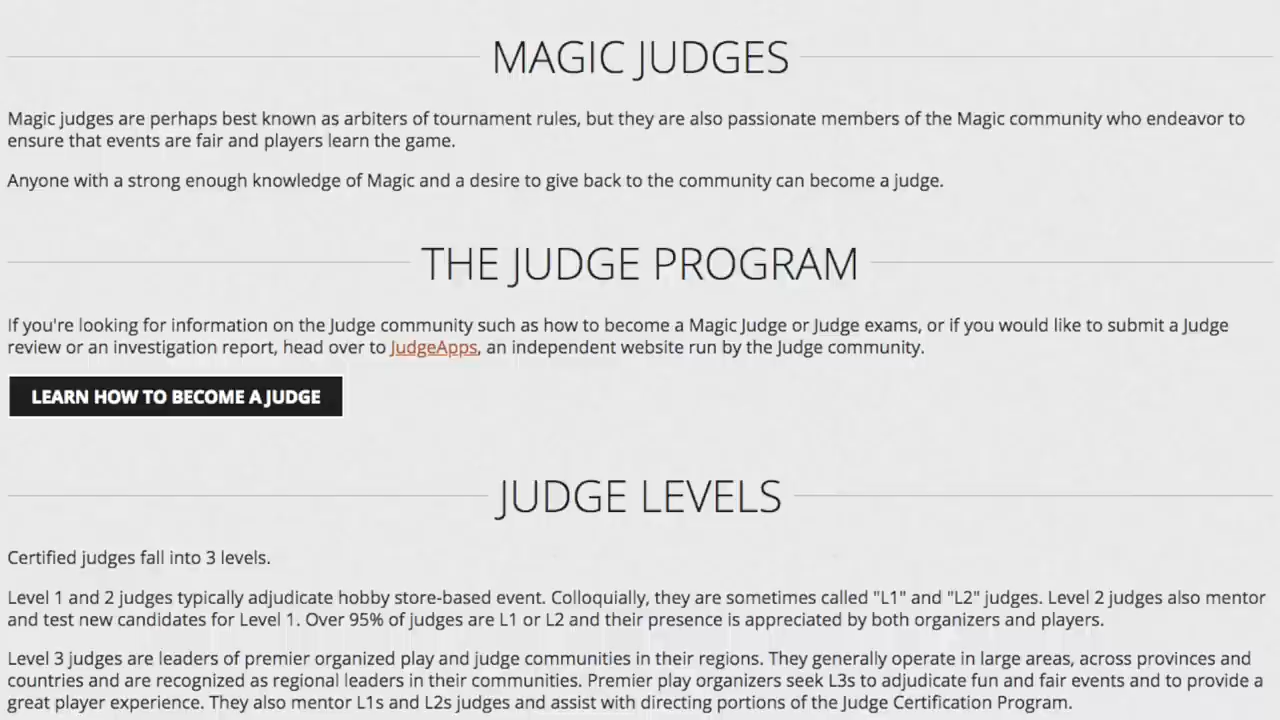 MAGIC JUDGES
Magic judges are perhaps best known as arbiters of tournament rules, but they are also passionate members of the Magic community who endeavor to
ensure that events are fair and players learn the game.
Anyone with a strong enough knowledge of Magic and a desire to give back to the community can become a judge.
THE JUDGE PROGRAM
If you're looking for information on the Judge community such as how to become a Magic Judge or Judge exams, or if you would like to submit a Judge
review or an investigation report, head over to JudgeApps, an independent website run by the Judge community.
LEARN HOW TO BECOME A JUDGE
JUDGE LEVELS
Certified judges fall into 3 levels.
Level 1 and 2 judges typically adjudicate hobby store-based event. Colloquially, they are sometimes called "L1" and "L2" judges. Level 2 judges also mentor
and test new candidates for Level 1. Over 95% of judges are L1 or L2 and their presence is appreciated by both organizers and players.
Level 3 judges are leaders of premier organized play and judge communities in their regions. They generally operate in large areas, across provinces and
countries and are recognized as regional leaders in their communities. Premier play organizers seek L3s to adjudicate fun and fair events and to provide a
great player experience. They also mentor L1s and L2s judges and assist with directing portions of the Judge Certification Program.